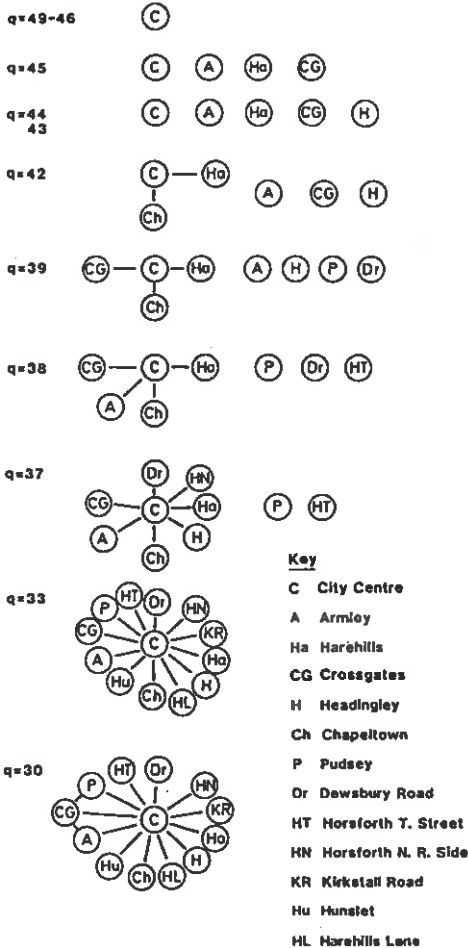 q=49-46
C
q=45
C A Ha CG
q=44
43
C A Ha CG H
q=42
C Ha
A CG H
Ch
q=39
CG C Ha A H P Dr
Ch
q=38
CG C Ha P Dr HT
A Ch
q=37
Dr HN
CG C Ha P HT
A H
Ch
q=33
HT Dr
P HN
CG KR
C
A Ha
Hu H
Ch HL
q=30
HT Dr
P HN
CG KR
C
A Ha
Hu H
Ch HL
Key
C City Centre
A Armley
Ha Harehills
CG Crossgates
H Headingley
Ch Chapeltown
P Pudsey
Dr Dewsbury Road
HT Horsforth T. Street
HN Horsforth N. R. Side
KR Kirkstall Road
Hu Hunslet
HL Harehills Lane